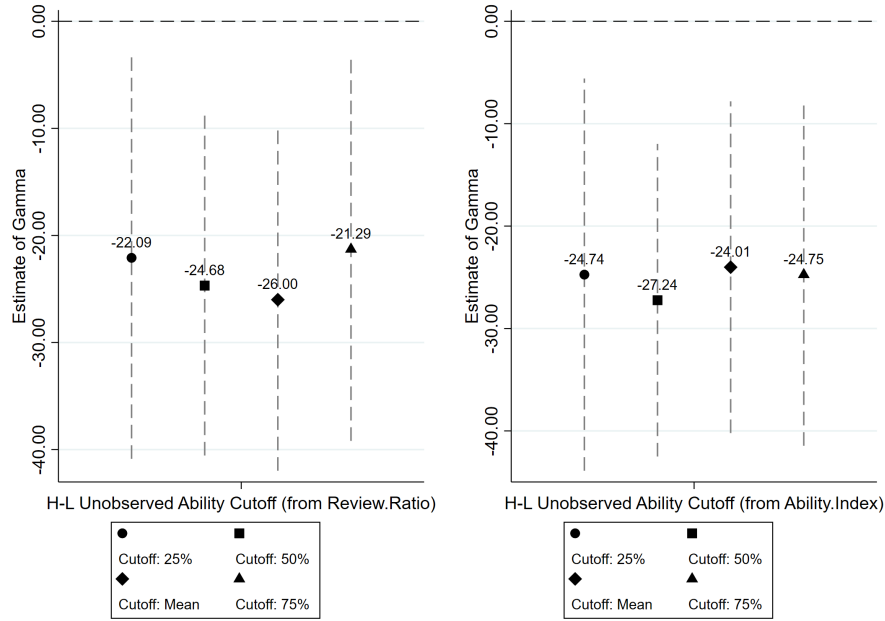 Estimate of Gamma
0.00
-10.00
-20.00
-30.00
-40.00
-22.09
-24.68
-26.00
-21.29
H-L Unobserved Ability Cutoff (from Review.Ratio)
Cutoff: 25%
Cutoff: 50%
Cutoff: Mean
Cutoff: 75%
Estimate of Gamma
0.00
-10.00
-20.00
-30.00
-40.00
-24.74
-27.24
-24.01
-24.75
H-L Unobserved Ability Cutoff (from Ability.Index)
Cutoff: 25%
Cutoff: 50%
Cutoff: Mean
Cutoff: 75%